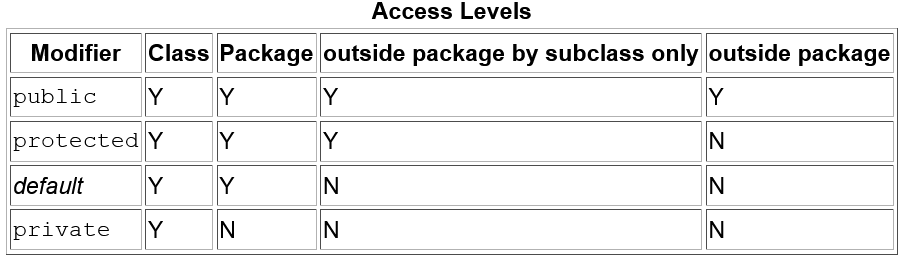 Access Levels
Modifier Class Package outside package by subclass only outside package
public Y Y Y Y
protected Y Y Y N
default Y Y N N
private Y N N N